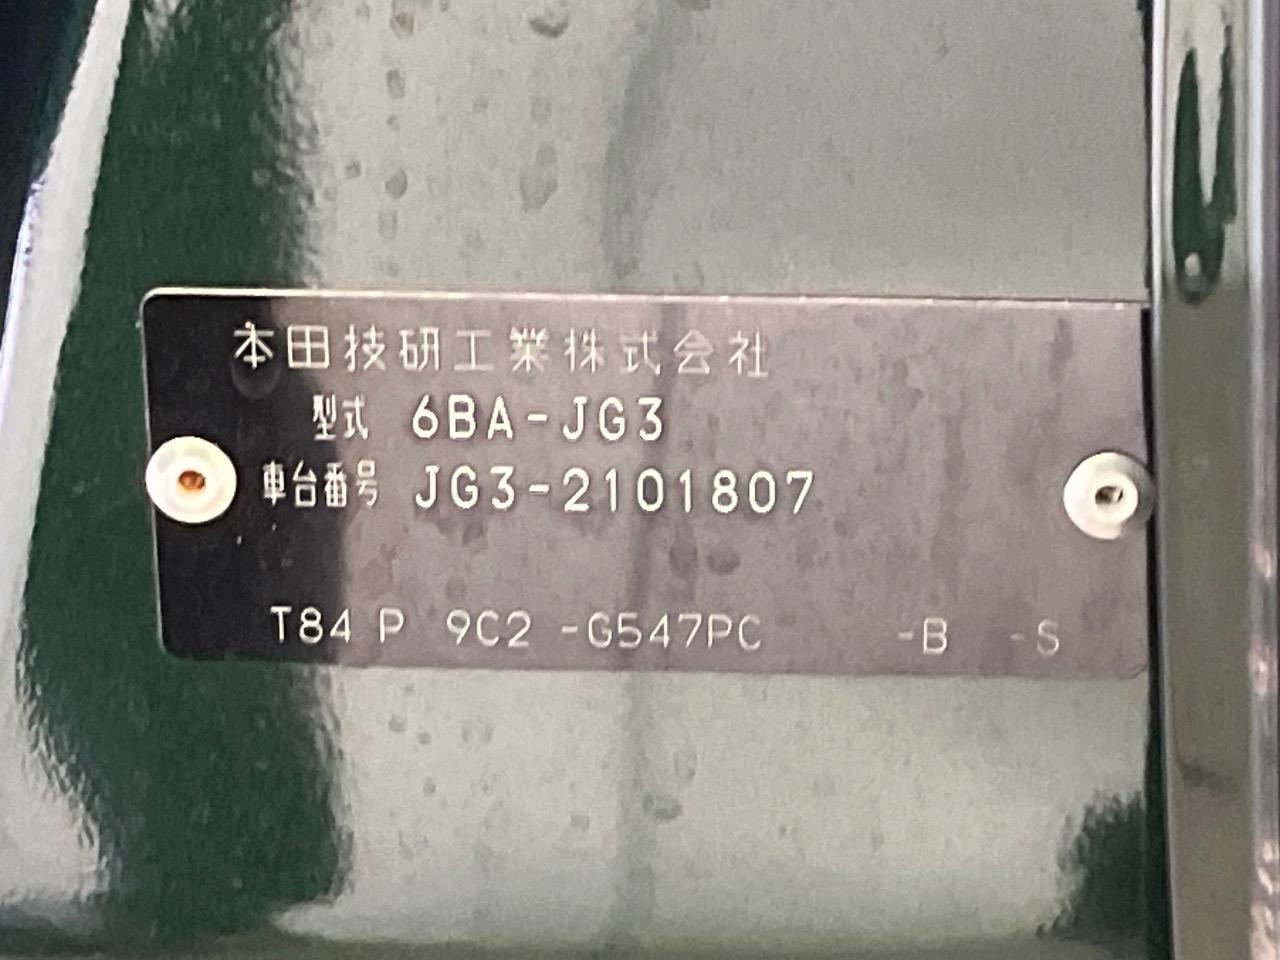 本田技研工業株式会社
型式 6BA-JG3
車台番号 JG3-2101807
T84 P 9C2 -G547PC -B -S